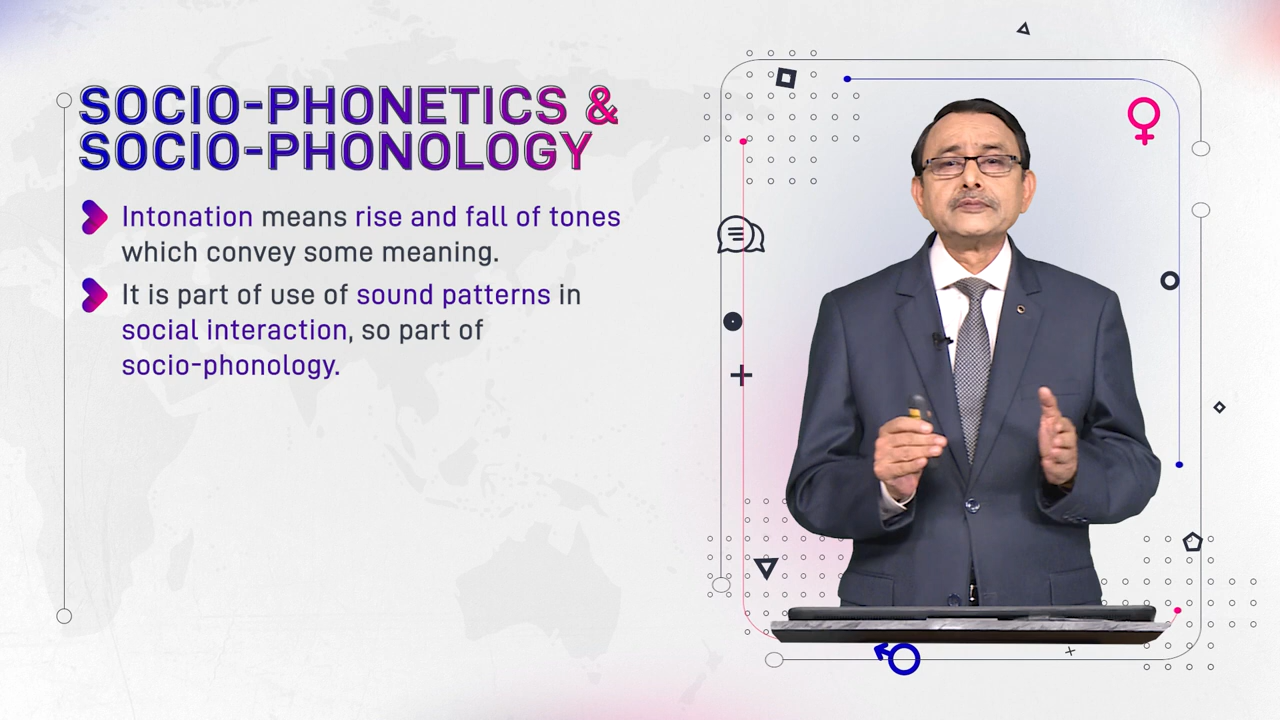 SOCIO-PHONETICS &
SOCIO-PHONOLOGY
Intonation means rise and fall of tones
which convey some meaning.
It is part of use of sound patterns in
social interaction, so part of
socio-phonology.